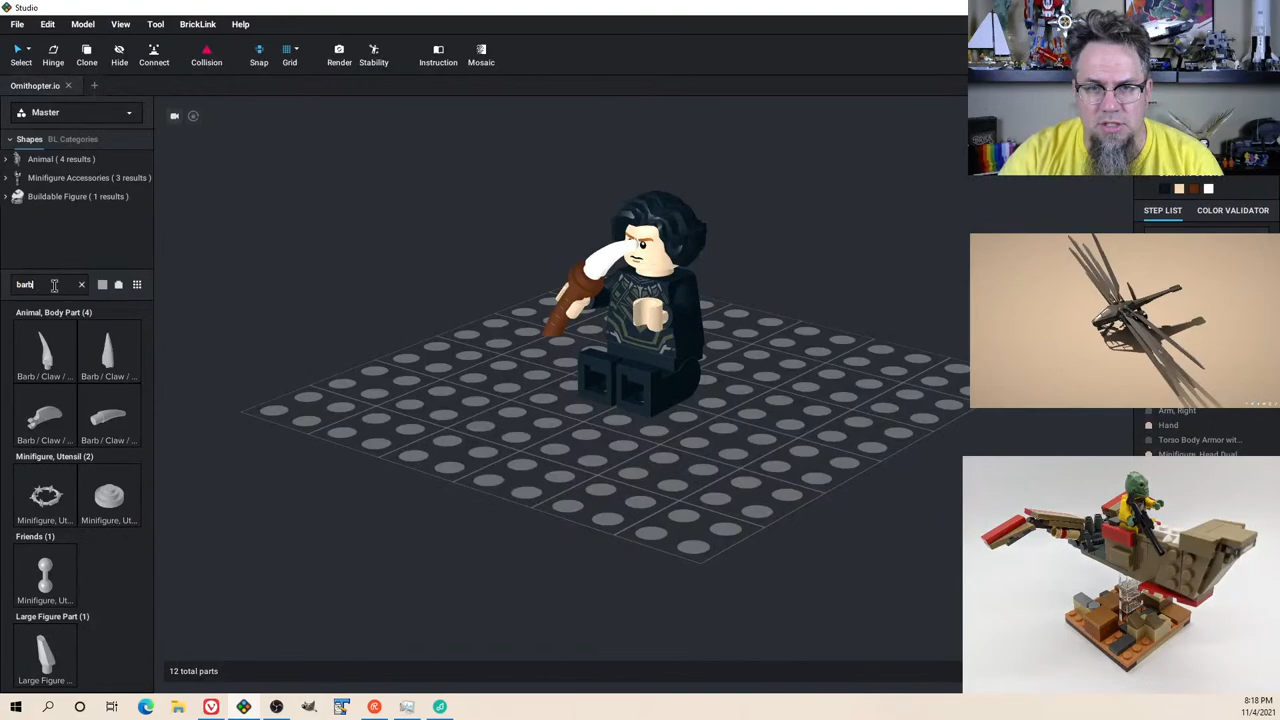 Studio
File Edit Model View Tool BrickLink Help
Select Hinge Clone Hide Connect Collision Snap Grid Render Stability Instruction Mosaic
Ornithopter.io
Master
Shapes BL Categories
Animal ( 4 results )
Minifigure Accessories ( 3 results )
Buildable Figure ( 1 results )
STEP LIST COLOR VALIDATOR
barb
Animal, Body Part (4)
Barb / Claw / ... Barb / Claw / ...
Barb / Claw / ... Barb / Claw / ...
Arm, Right
Hand
Torso Body Armor wit...
Minifigure, Head Dual...
Minifigure, Utensil (2)
Minifigure, Ut... Minifigure, Ut...
Friends (1)
Minifigure, Ut...
Large Figure Part (1)
Large Figure ...
12 total parts
8:18 PM
11/4/2021